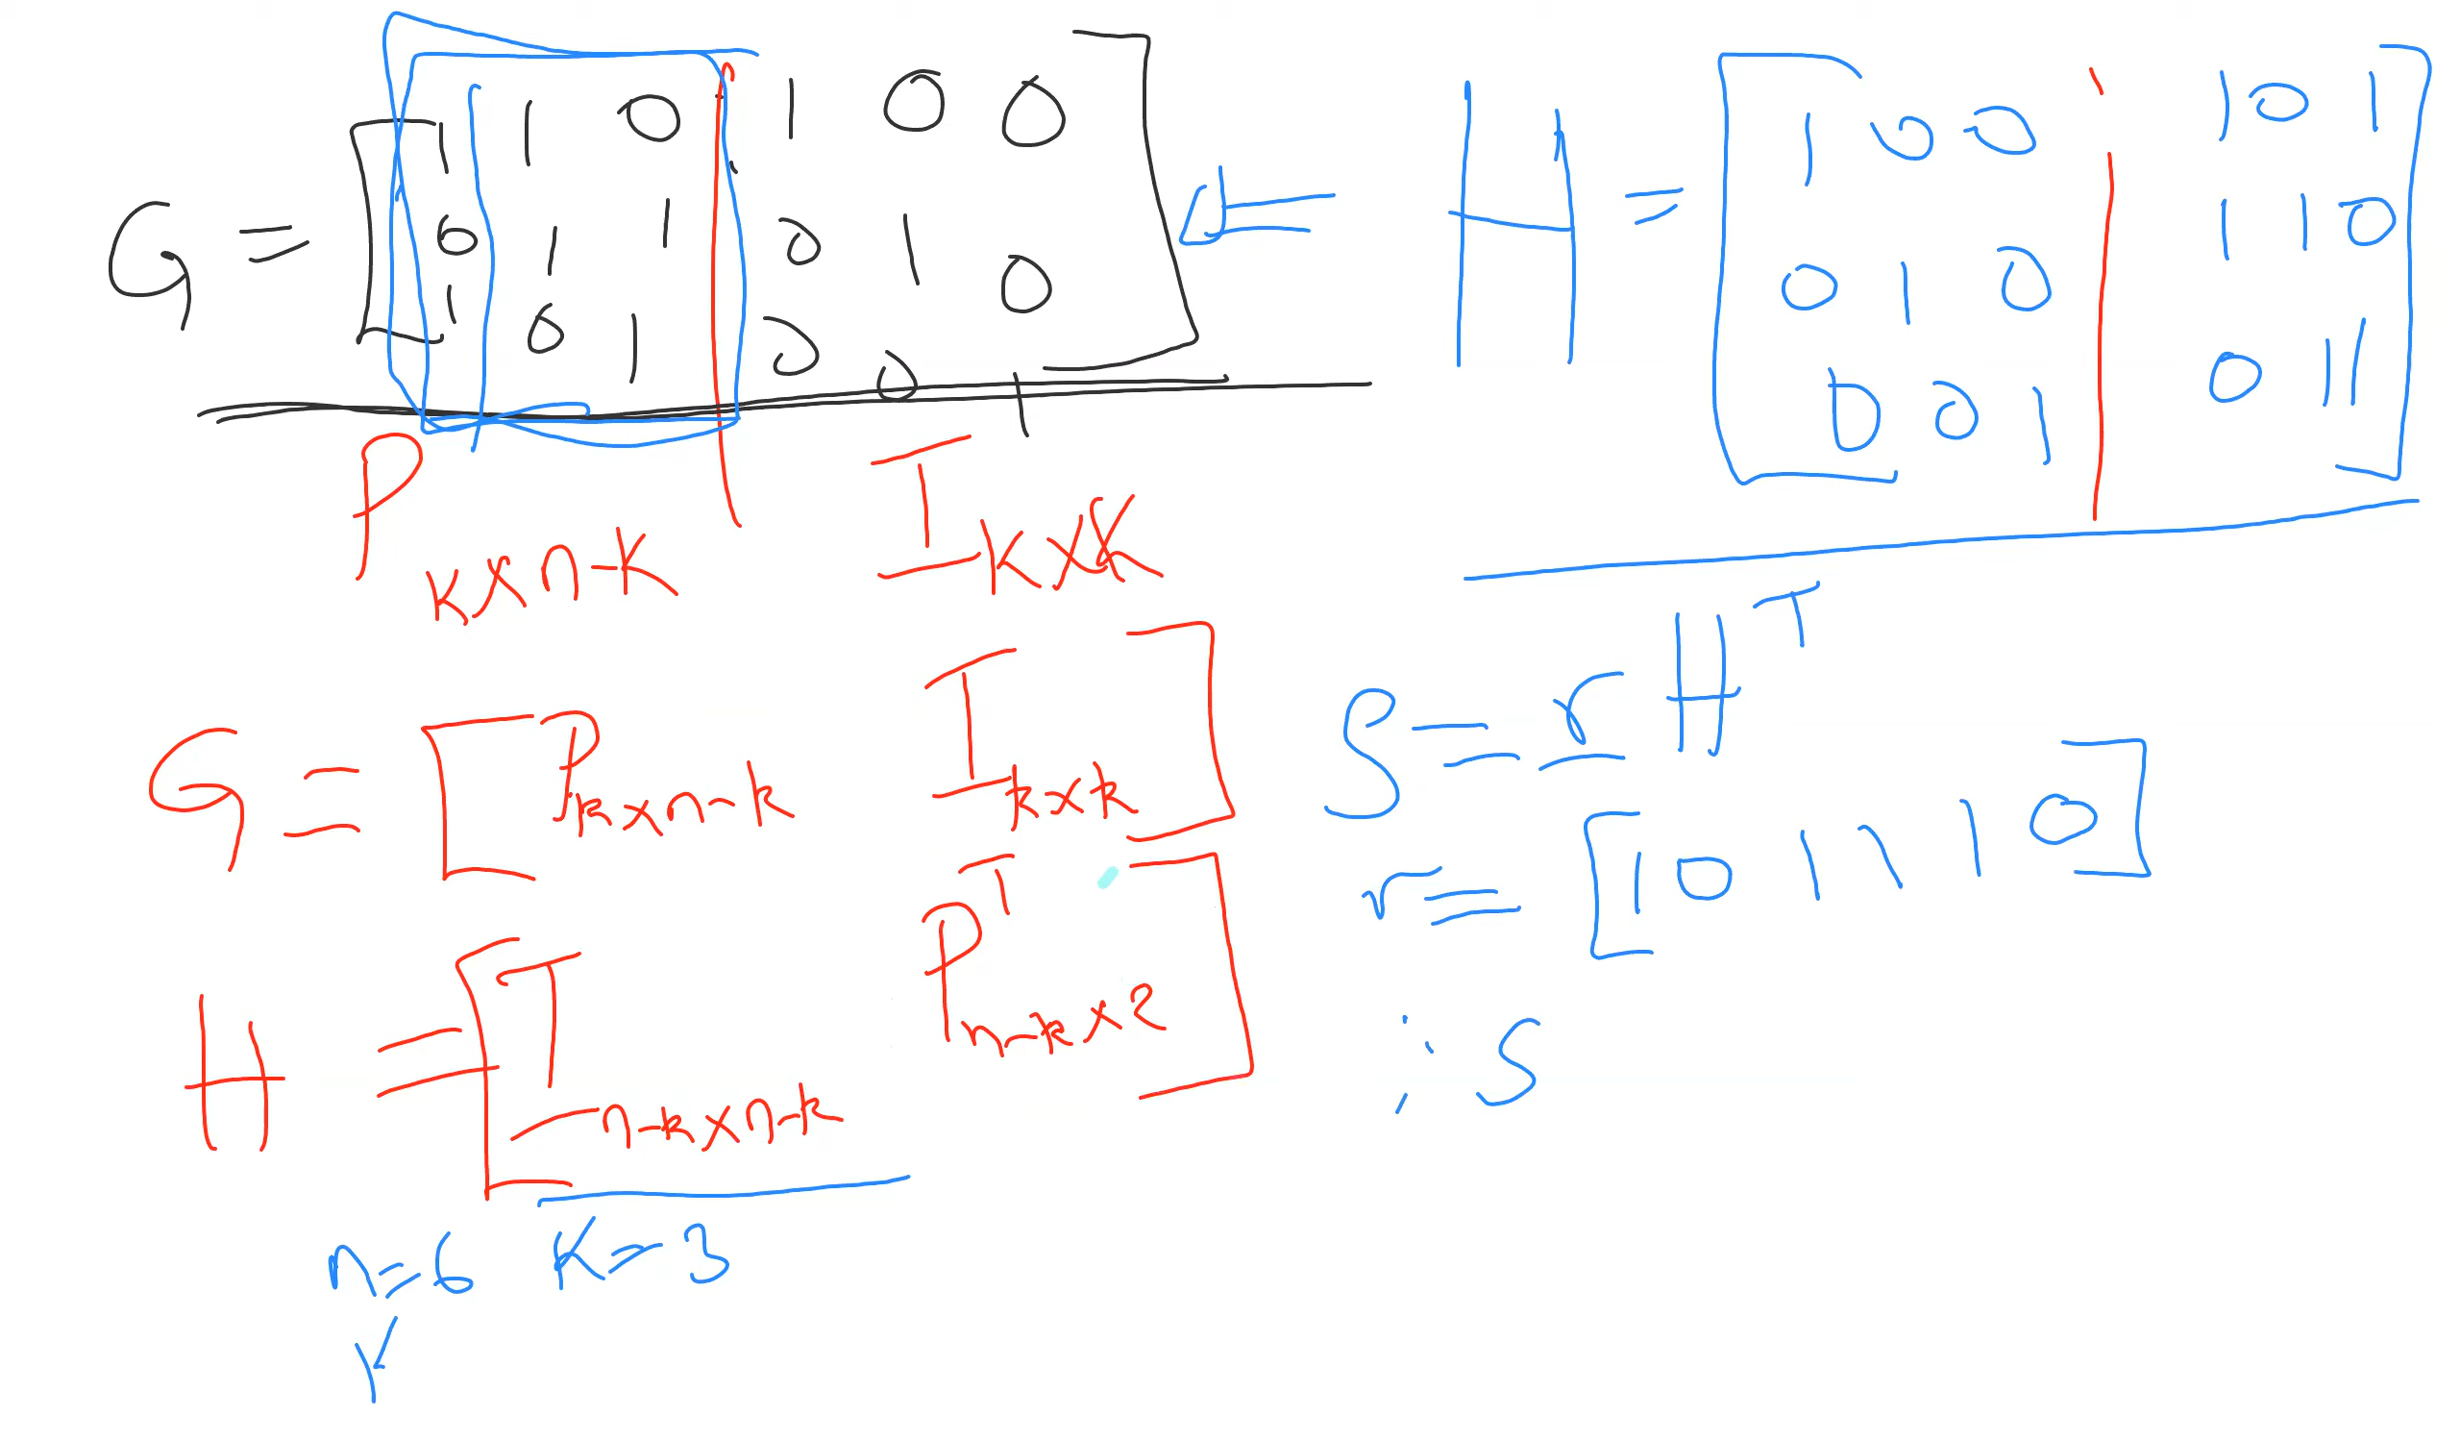 G = [ 1 1 0 1 0 0
0 1 1 0 1 0
1 0 1 0 0 1 ]
P k×n-k I k×k
G = [ P k×n-k I k×k ]
H = [ I n-k×n-k P^T n-k×k ]
n=6 k=3
r
⇐ H = [ 1 0 0 | 1 0 1
0 1 0 | 1 1 0
0 0 1 | 0 1 1 ]
S = r H^T
r = [ 1 0 1 1 1 0 ]
∴ S